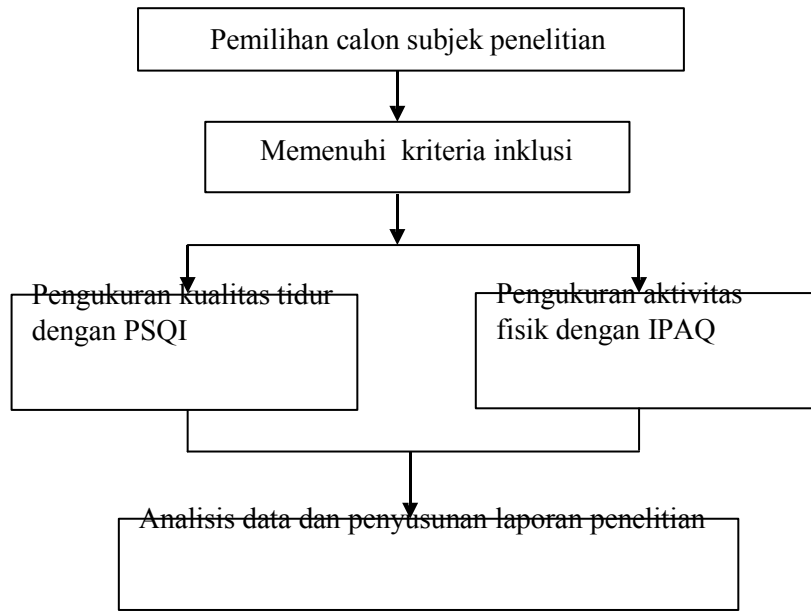 Pemilihan calon subjek penelitian
Memenuhi kriteria inklusi
Pengukuran kualitas tidur
dengan PSQI
Pengukuran aktivitas
fisik dengan IPAQ
Analisis data dan penyusunan laporan penelitian